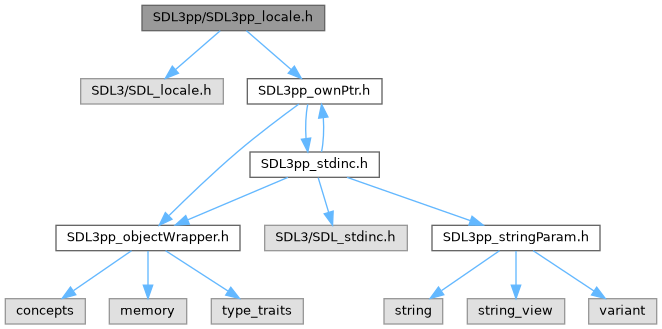 SDL3pp/SDL3pp_locale.h
SDL3/SDL_locale.h
SDL3pp_ownPtr.h
SDL3pp_stdinc.h
SDL3pp_objectWrapper.h
SDL3/SDL_stdinc.h
SDL3pp_stringParam.h
concepts
memory
type_traits
string
string_view
variant